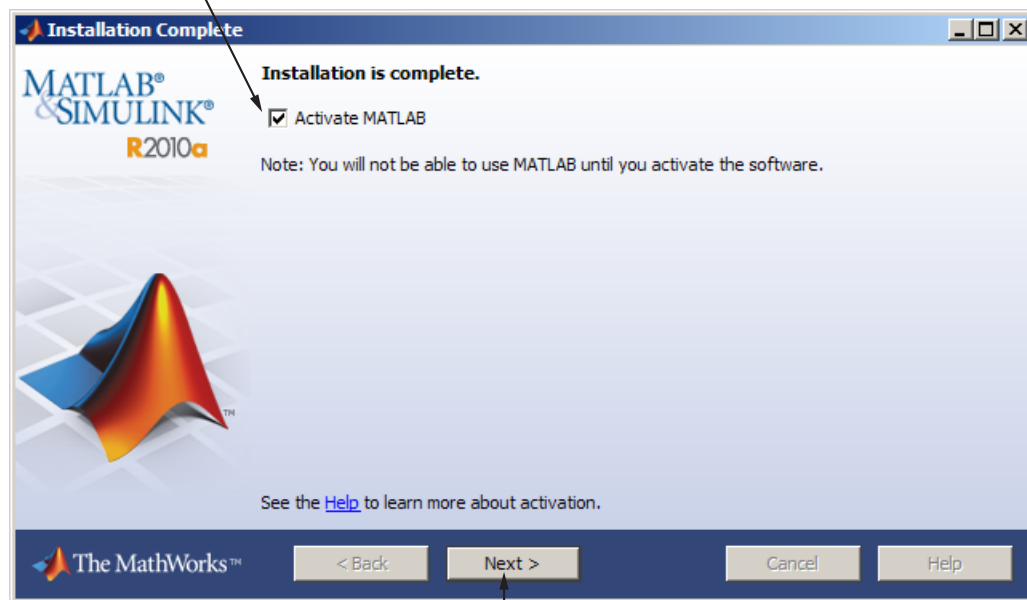 Installation Complete
MATLAB®
&SIMULINK®
R2010a
Installation is complete.
Activate MATLAB
Note: You will not be able to use MATLAB until you activate the software.
TM
See the Help to learn more about activation.
The MathWorks™
< Back
Next >
Cancel
Help